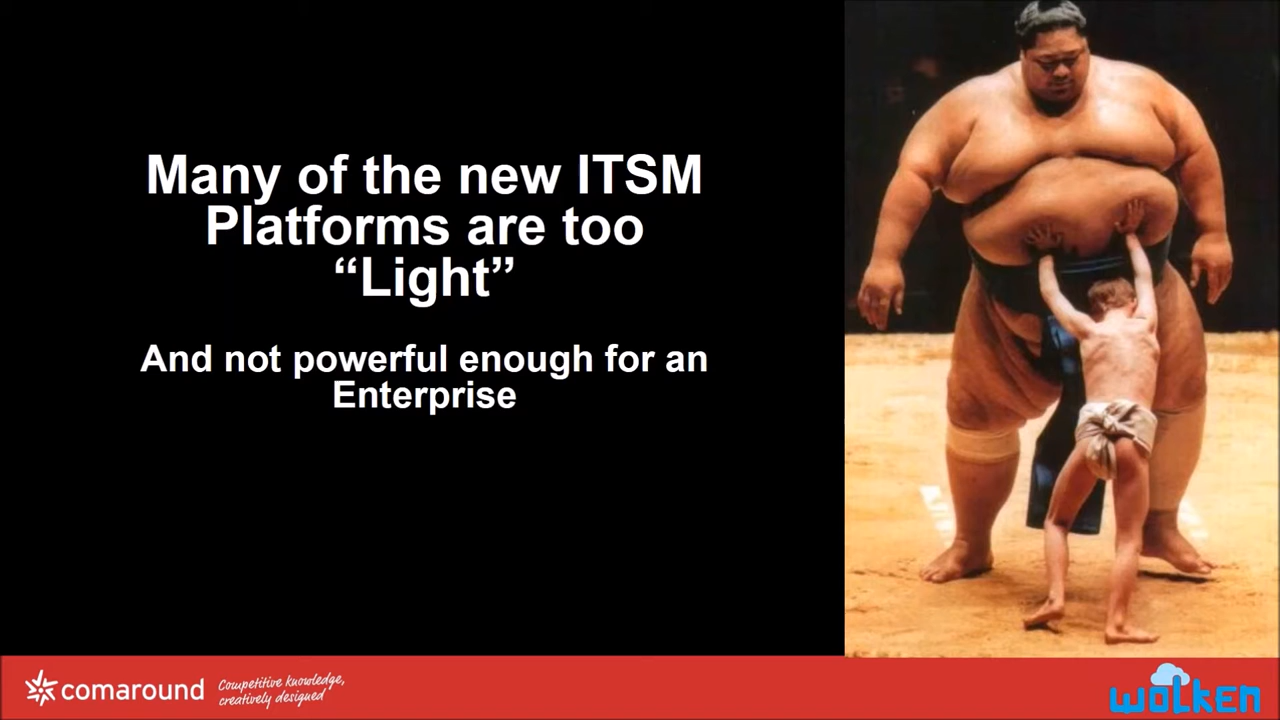 Many of the new ITSM
Platforms are too
“Light”
And not powerful enough for an
Enterprise
comaround
Competitive knowledge,
creatively designed
wolken